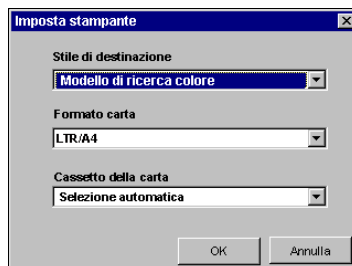 Imposta stampante
Stile di destinazione
Modello di ricerca colore
Formato carta
LTR/A4
Cassetto della carta
Selezione automatica
OK Annulla